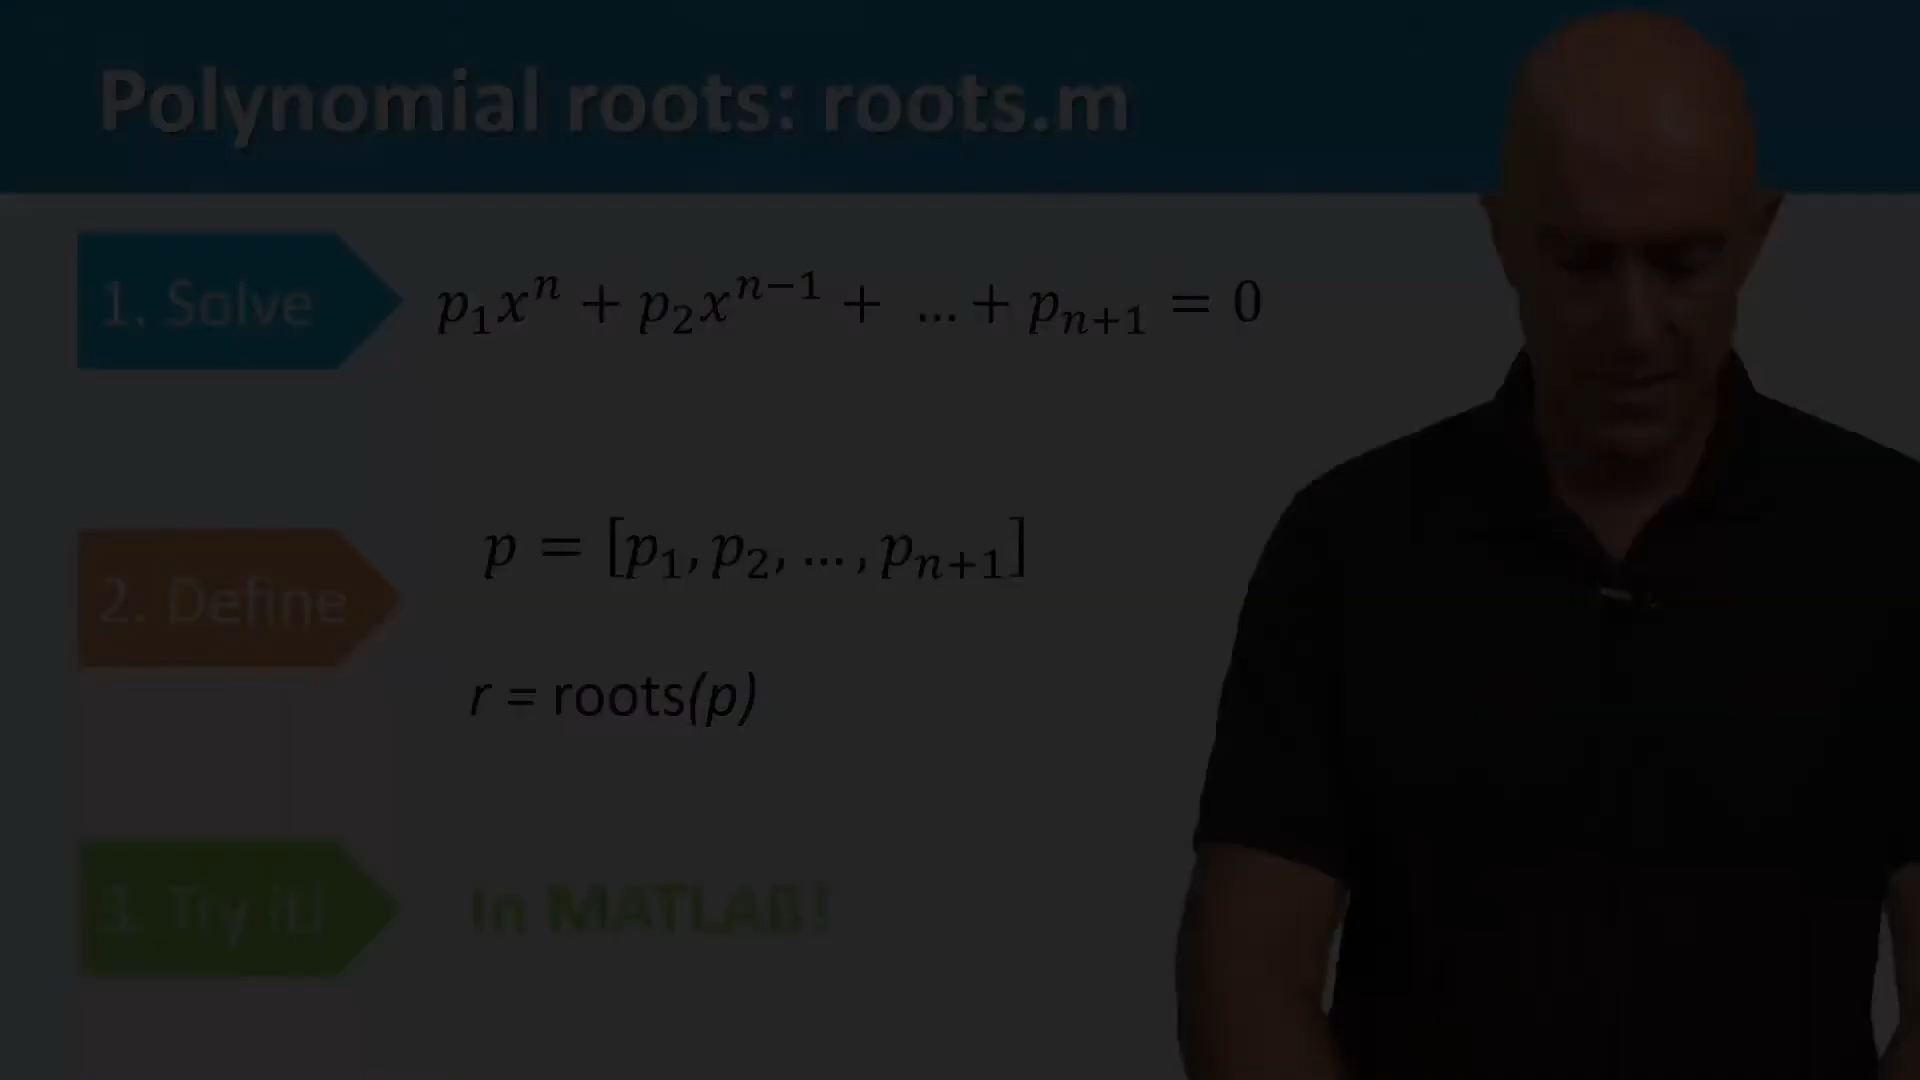 Polynomial roots: roots.m
1. Solve
p₁xⁿ + p₂xⁿ⁻¹ + ... + pₙ₊₁ = 0
2. Define
p = [p₁, p₂, ... , pₙ₊₁]
r = roots(p)
3. Try it!
In MATLAB!